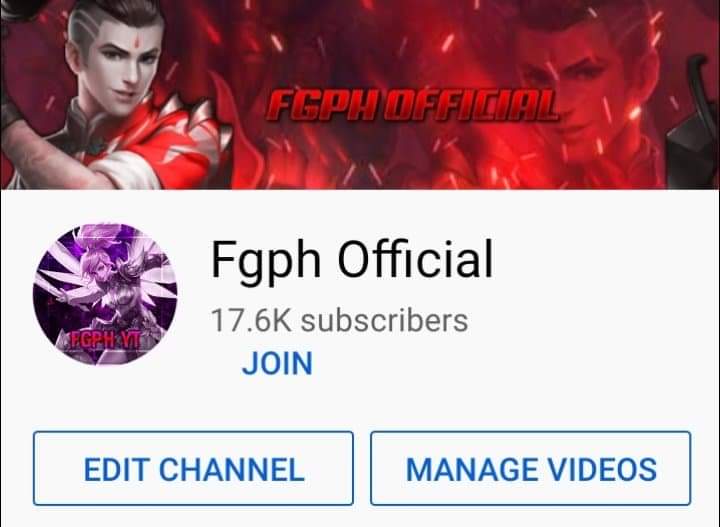 FGPH OFFICIAL
Fgph Official
FGPH YT
17.6K subscribers
JOIN
EDIT CHANNEL
MANAGE VIDEOS